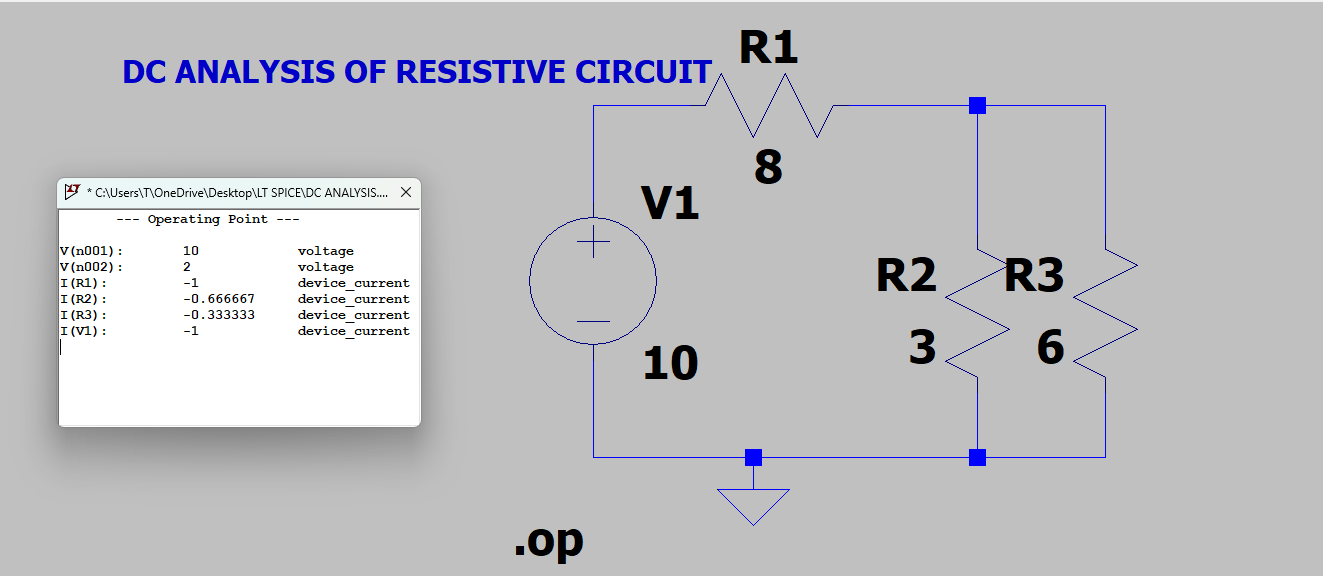 DC ANALYSIS OF RESISTIVE CIRCUIT
R1
8
V1
10
R2
3
R3
6
.op
* C:\Users\T\OneDrive\Desktop\LT SPICE\DC ANALYSIS....
--- Operating Point ---
V(n001): 10 voltage
V(n002): 2 voltage
I(R1): -1 device_current
I(R2): -0.666667 device_current
I(R3): -0.333333 device_current
I(V1): -1 device_current